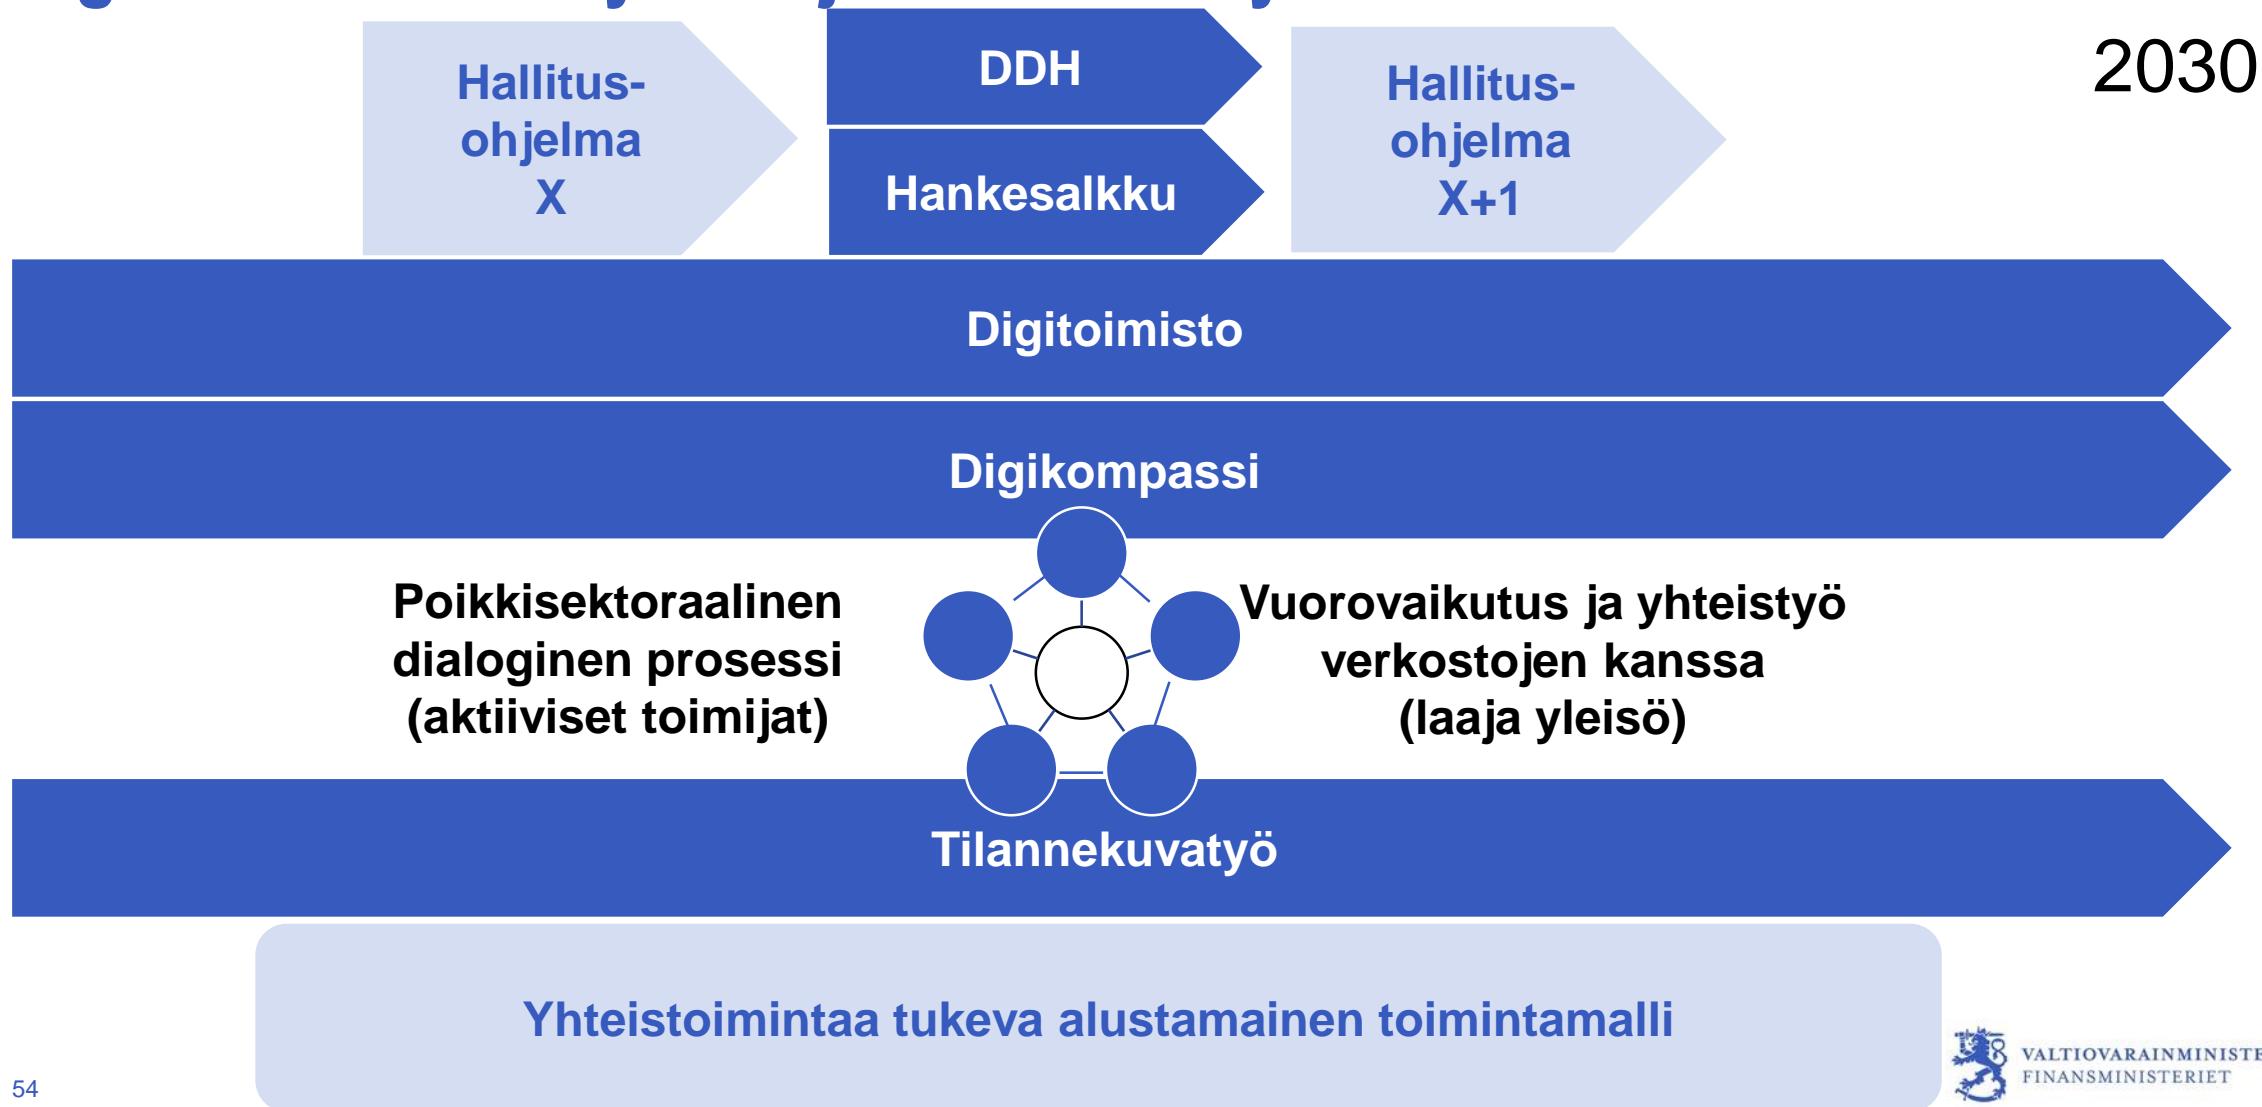 Hallitus-
ohjelma
X
DDH
Hankesalkku
Hallitus-
ohjelma
X+1
2030
Digitoimisto
Digikompassi
Poikkisektoraalinen
dialoginen prosessi
(aktiiviset toimijat)
Vuorovaikutus ja yhteistyö
verkostojen kanssa
(laaja yleisö)
Tilannekuvatyö
Yhteistoimintaa tukeva alustamainen toimintamalli
VALTIOVARAINMINISTE
FINANSMINISTERIET
54